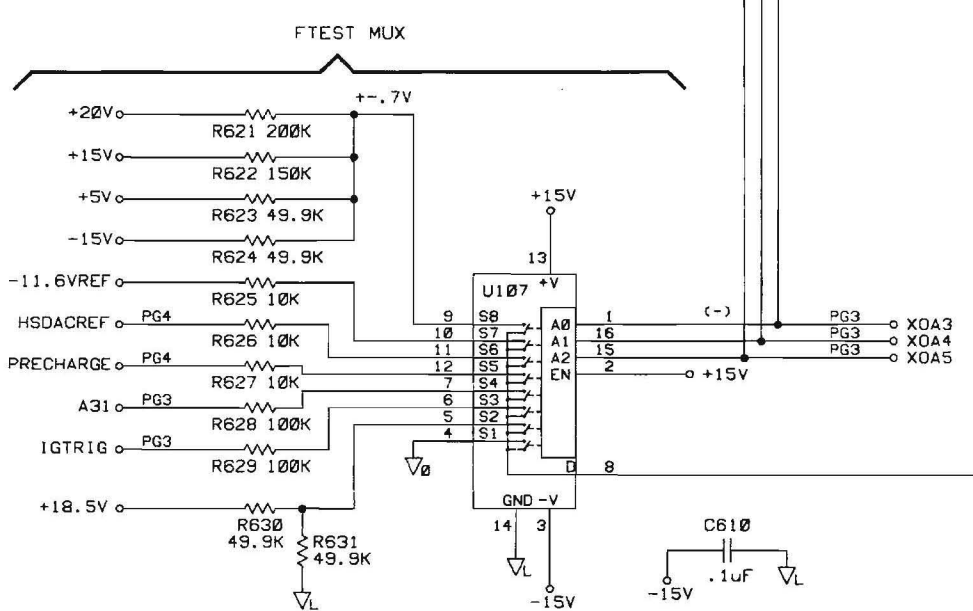 FTEST MUX
+-.7V
+20V
R621 200K
+15V
R622 150K
+5V
R623 49.9K
-15V
R624 49.9K
-11.6VREF
R625 10K
HSDACREF PG4
R626 10K
PRECHARGE PG4
R627 10K
A31 PG3
R628 100K
IGTRIG PG3
R629 100K
+18.5V
R630
49.9K
R631
49.9K
L
+15V
13
+V
U107
9 S8
10 S7
11 S6
12 S5
7 S4
6 S3
5 S2
4 S1
Ø
A0 1 (-) PG3 XOA3
A1 16 PG3 XOA4
A2 15 PG3 XOA5
EN 2 +15V
D 8
GND -V
14 3
L
-15V
C610
.1uF
-15V
L